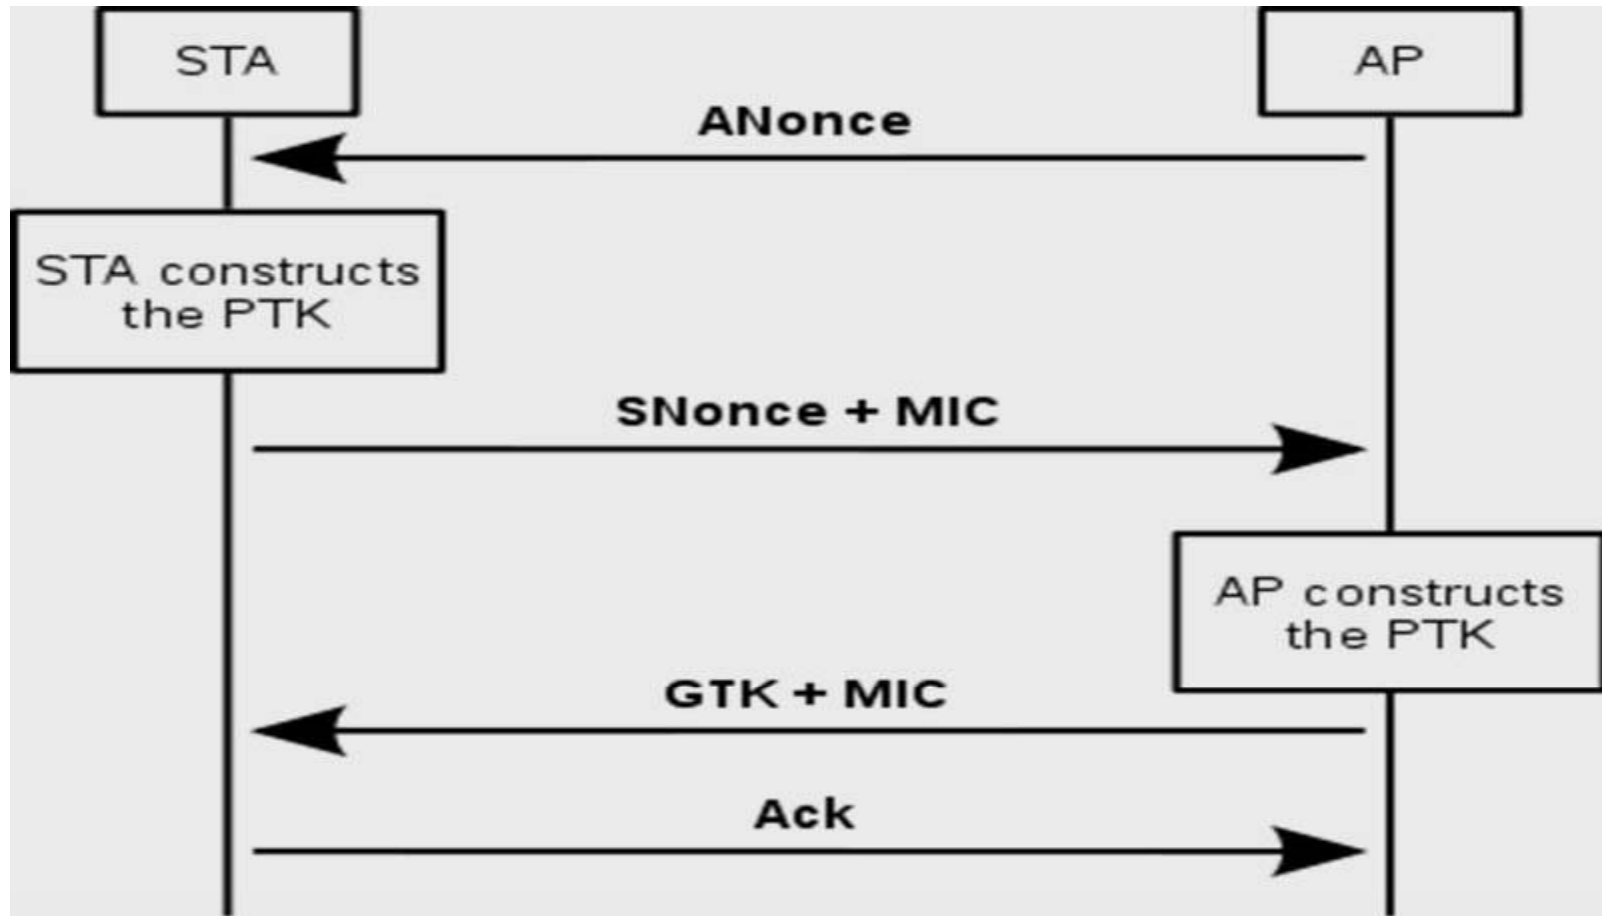 STA
AP
ANonce
STA constructs
the PTK
SNonce + MIC
AP constructs
the PTK
GTK + MIC
Ack